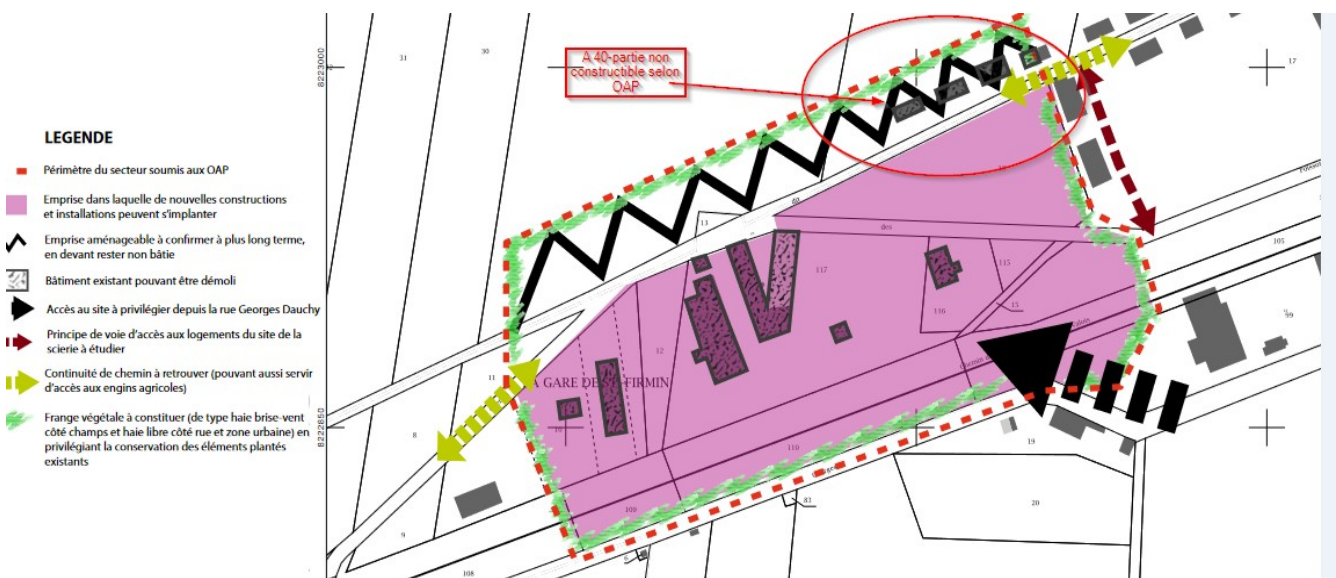 31
30
8223000
A 40-partie non
constructible selon
OAP
17
LEGENDE
Périmètre du secteur soumis aux OAP
Emprise dans laquelle de nouvelles constructions
et installations peuvent s'implanter
Emprise aménageable à confirmer à plus long terme,
en devant rester non bâtie
Bâtiment existant pouvant être démoli
Accès au site à privilégier depuis la rue Georges Dauchy
Principe de voie d'accès aux logements du site de la
scierie à étudier
Continuité de chemin à retrouver (pouvant aussi servir
d'accès aux engins agricoles)
Frange végétale à constituer (de type haie brise-vent
côté champs et haie libre côté rue et zone urbaine) en
privilégiant la conservation des éléments plantés
existants
13
des
105
117
115
15
116
99
12
11
A GARE DE FIRMIN
8222850
8
10
110
19
20
9
109
108